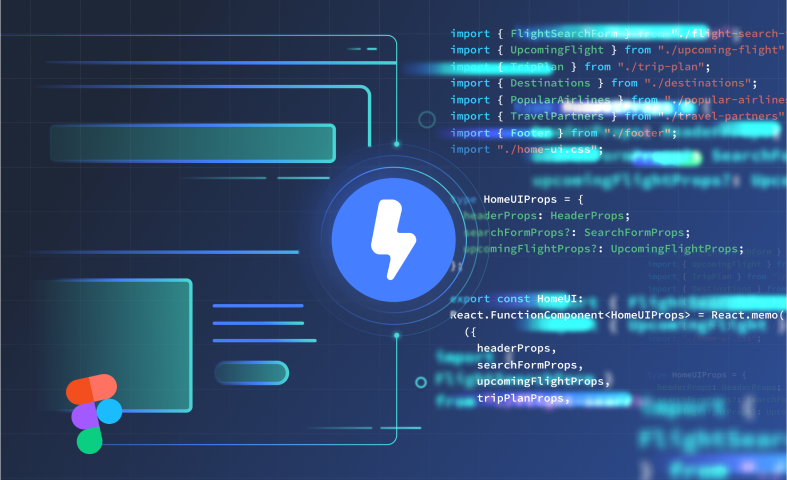 import { FlightSearchForm } from "./flight-search-
import { UpcomingFlight } from "./upcoming-flight"
import { TripPlan } from "./trip-plan";
import { Destinations } from "./destinations";
import { PopularAirlines } from "./popular-airlines
import { TravelPartners } from "./travel-partners"
import { Footer } from "./footer";
import "./home-ui.css";
type HomeUIProps = {
headerProps: HeaderProps;
searchFormProps?: SearchFormProps;
upcomingFlightProps?: UpcomingFlightProps;
};
export const HomeUI:
React.FunctionComponent<HomeUIProps> = React.memo(
({
headerProps,
searchFormProps,
upcomingFlightProps,
tripPlanProps,